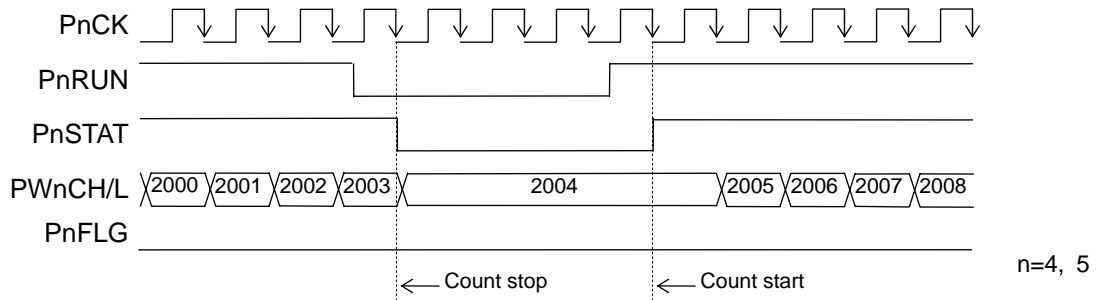 PnCK
PnRUN
PnSTAT
PWnCH/L 2000 2001 2002 2003 2004 2005 2006 2007 2008
PnFLG
n=4, 5
Count stop Count start